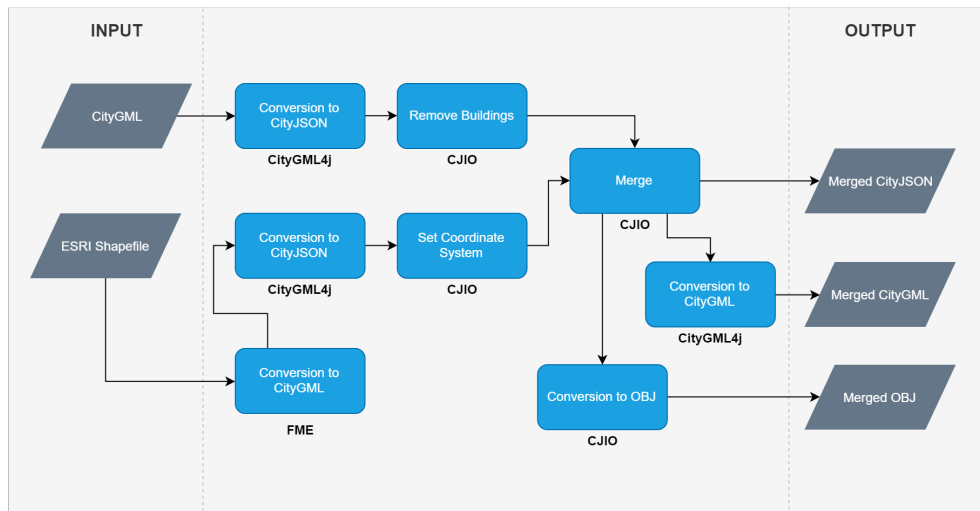 INPUT
OUTPUT
CityGML
Conversion to
CityJSON
CityGML4j
Remove Buildings
CJIO
Merge
CJIO
Merged CityJSON
ESRI Shapefile
Conversion to
CityJSON
CityGML4j
Set Coordinate
System
CJIO
Conversion to
CityGML
CityGML4j
Merged CityGML
Conversion to
CityGML
FME
Conversion to OBJ
CJIO
Merged OBJ